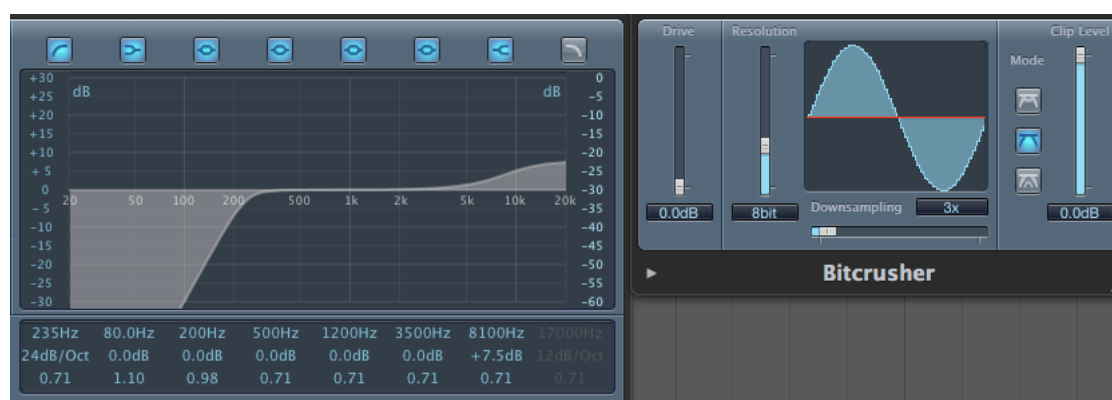 +30
+25
+20
+15
+10
+ 5
0
- 5
-10
-15
-20
-25
-30
dB
20 50 100 200 500 1k 2k 5k 10k 20k
dB
0
-5
-10
-15
-20
-25
-30
-35
-40
-45
-50
-55
-60
235Hz 80.0Hz 200Hz 500Hz 1200Hz 3500Hz 8100Hz 17000Hz
24dB/Oct 0.0dB 0.0dB 0.0dB 0.0dB 0.0dB +7.5dB 12dB/Oct
0.71 1.10 0.98 0.71 0.71 0.71 0.71 0.71
Drive
0.0dB
Resolution
8bit
Downsampling 3x
Mode
Clip Level
0.0dB
Bitcrusher